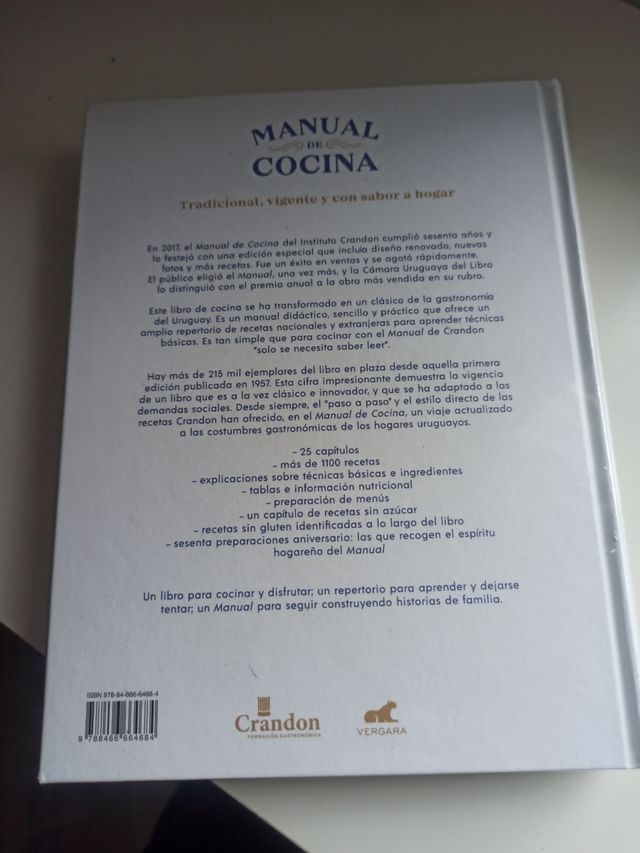 MANUAL
DE
COCINA
Tradicional, vigente y con sabor a hogar
En 2017, el Manual de Cocina del Instituto Crandon cumplió sesenta años y
lo festejó con una edición especial que incluía diseño renovado, nuevas
fotos y más recetas. Fue un éxito en ventas y se agotó rápidamente.
El público eligió el Manual, una vez más, y la Cámara Uruguaya del Libro
lo distinguió con el premio anual a la obra más vendida en su rubro.
Este libro de cocina se ha transformado en un clásico de la gastronomía
del Uruguay. Es un manual didáctico, sencillo y práctico que ofrece un
amplio repertorio de recetas nacionales y extranjeras para aprender técnicas
básicas. Es tan simple que para cocinar con el Manual de Crandon
"solo se necesita saber leer".
Hay más de 215 mil ejemplares del libro en plaza desde aquella primera
edición publicada en 1957. Esta cifra impresionante demuestra la vigencia
de un libro que es a la vez clásico e innovador, y que se ha adaptado a las
demandas sociales. Desde siempre, el "paso a paso" y el estilo directo de las
recetas Crandon han ofrecido, en el Manual de Cocina, un viaje actualizado
a las costumbres gastronómicas de los hogares uruguayos.
- 25 capítulos
- más de 1100 recetas
- explicaciones sobre técnicas básicas e ingredientes
- tablas e información nutricional
- preparación de menús
- un capítulo de recetas sin azúcar
- recetas sin gluten identificadas a lo largo del libro
- sesenta preparaciones aniversario: las que recogen el espíritu
hogareño del Manual
Un libro para cocinar y disfrutar; un repertorio para aprender y dejarse
tentar; un Manual para seguir construyendo historias de familia.
ISBN 978-84-666-6468-4
9 788466 664684
Crandon
FORMACIÓN GASTRONÓMICA
VERGARA